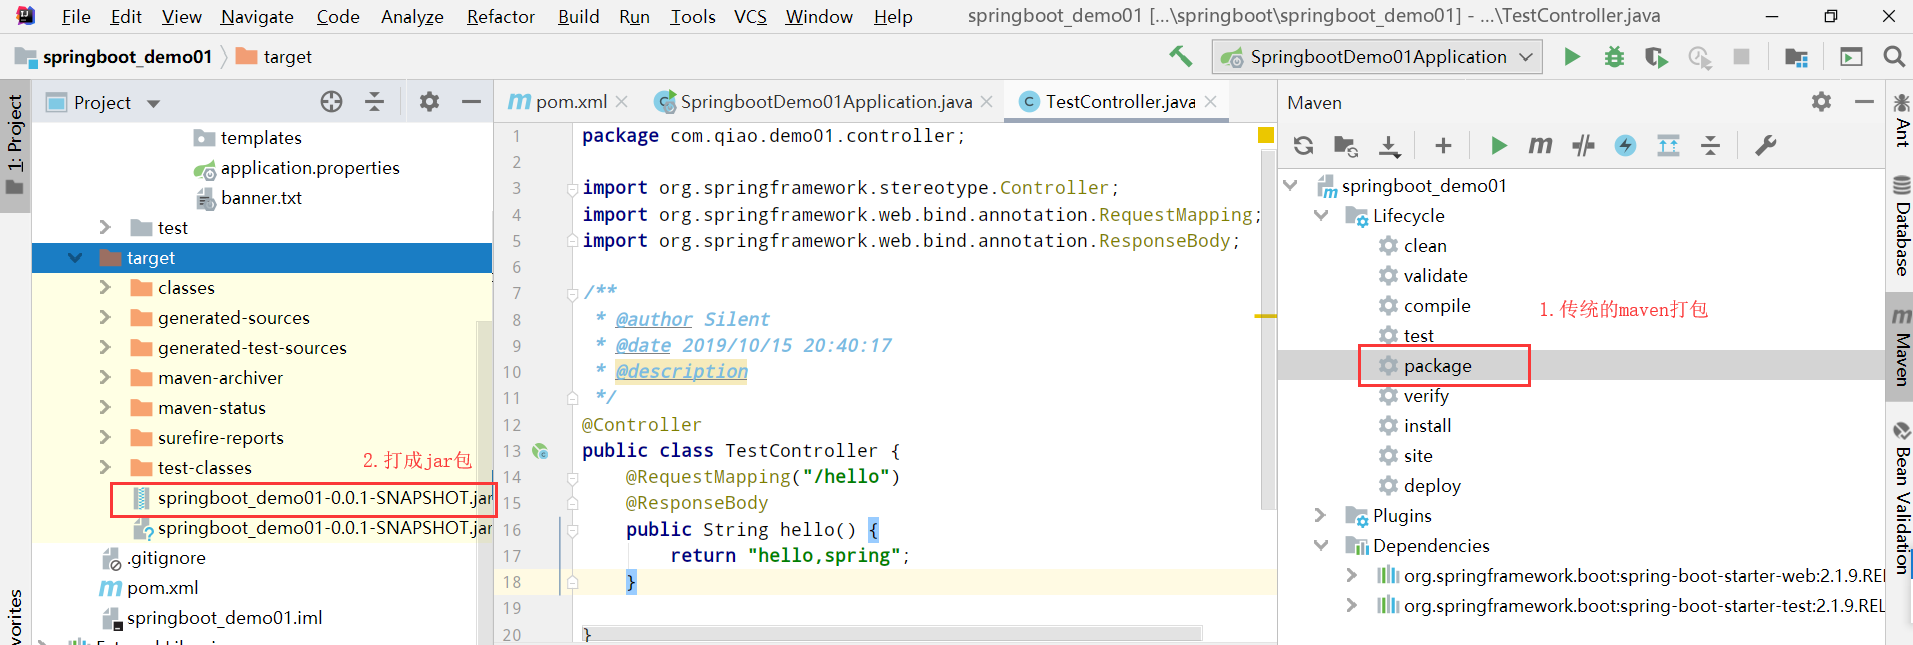 File Edit View Navigate Code Analyze Refactor Build Run Tools VCS Window Help springboot_demo01 [...\springboot\springboot_demo01] - ...\TestController.java
springboot_demo01 target SpringbootDemo01Application
1: Project
Project
templates
application.properties
banner.txt
test
target
classes
generated-sources
generated-test-sources
maven-archiver
maven-status
surefire-reports
test-classes
2.打成jar包
springboot_demo01-0.0.1-SNAPSHOT.jar
springboot_demo01-0.0.1-SNAPSHOT.jar
.gitignore
pom.xml
springboot_demo01.iml
vorites
pom.xml SpringbootDemo01Application.java TestController.java
1 package com.qiao.demo01.controller;
2
3 import org.springframework.stereotype.Controller;
4 import org.springframework.web.bind.annotation.RequestMapping;
5 import org.springframework.web.bind.annotation.ResponseBody;
6
7 /**
8 * @author Silent
9 * @date 2019/10/15 20:40:17
10 * @description
11 */
12 @Controller
13 public class TestController {
14 @RequestMapping("/hello")
15 @ResponseBody
16 public String hello() {
17 return "hello,spring";
18 }
19
20 }
Maven
springboot_demo01
Lifecycle
clean
validate
compile
1.传统的maven打包
test
package
verify
install
site
deploy
Plugins
Dependencies
org.springframework.boot:spring-boot-starter-web:2.1.9.REL
org.springframework.boot:spring-boot-starter-test:2.1.9.REL
Ant
Database
Maven
Bean Validation